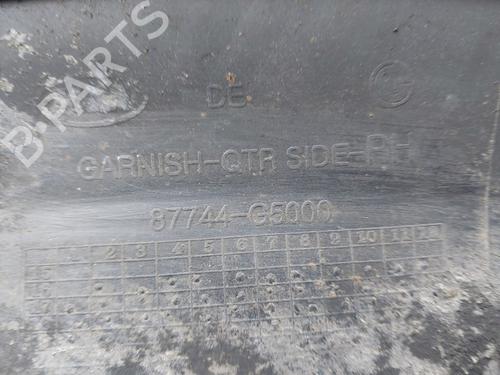 DE
GARNISH-QTR SIDE-RH
87744-G5000
1 2 3 4 5 6 7 8 9 10 11 12